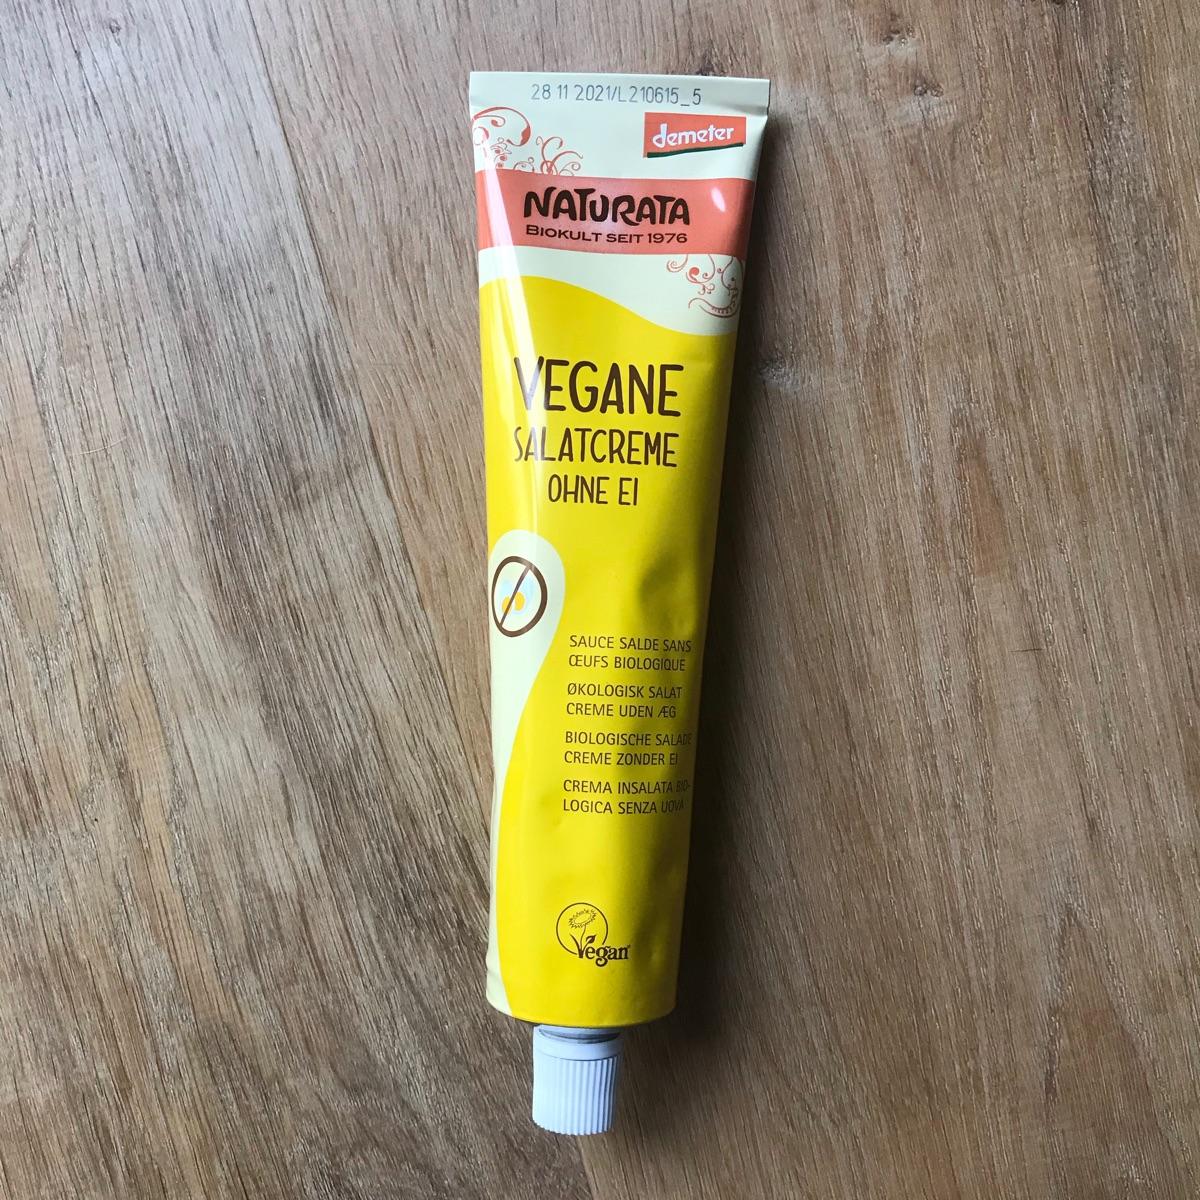 28 11 2021/L210615_5
demeter
NATURATA
BIOKULT SEIT 1976
VEGANE
SALATCREME
OHNE EI
SAUCE SALDE SANS
ŒUFS BIOLOGIQUE
ØKOLOGISK SALAT
CREME UDEN ÆG
BIOLOGISCHE SALADE
CREME ZONDER EI
CREMA INSALATA BIO-
LOGICA SENZA UOVA
Vegan